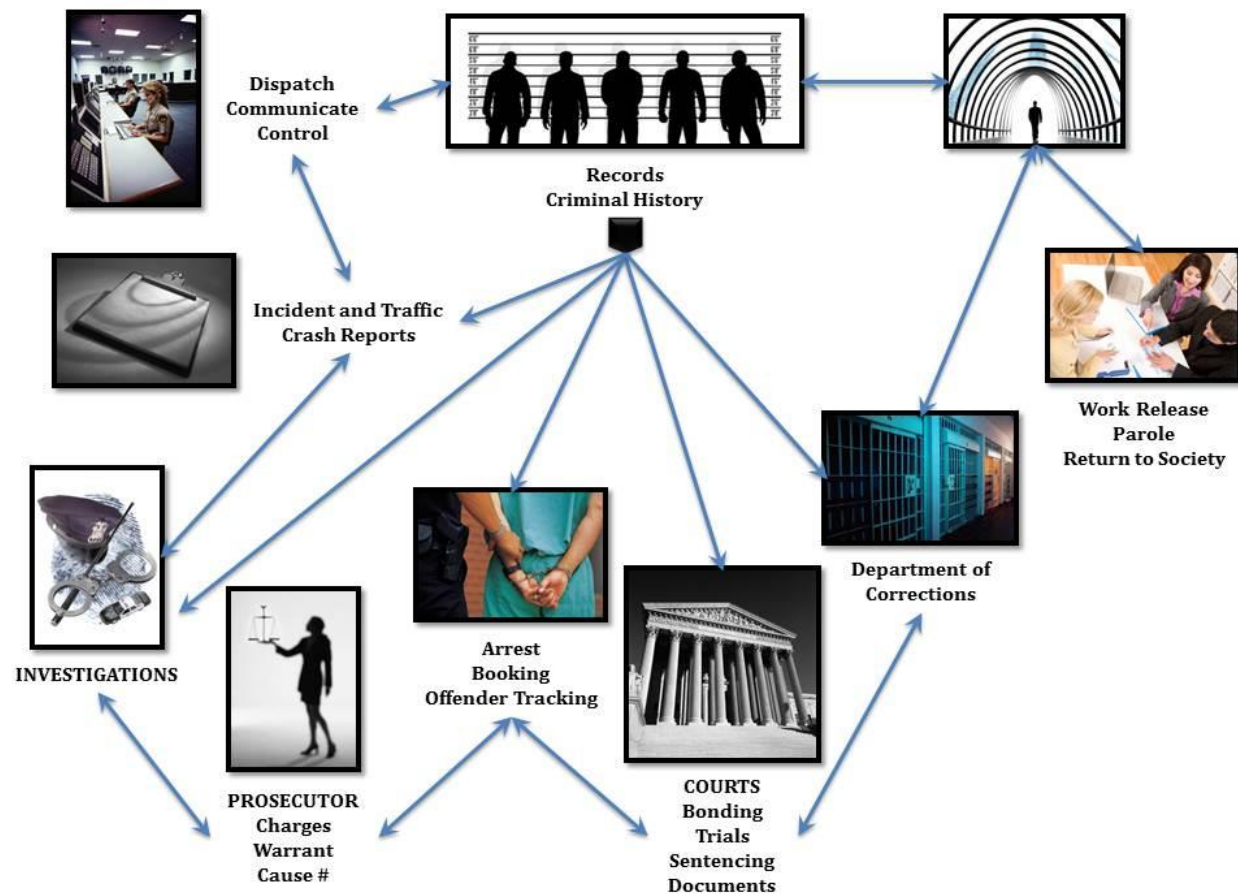 Dispatch
Communicate
Control
Records
Criminal History
Incident and Traffic
Crash Reports
Work Release
Parole
Return to Society
Department of
Corrections
INVESTIGATIONS
Arrest
Booking
Offender Tracking
PROSECUTOR
Charges
Warrant
Cause #
COURTS
Bonding
Trials
Sentencing
Documents